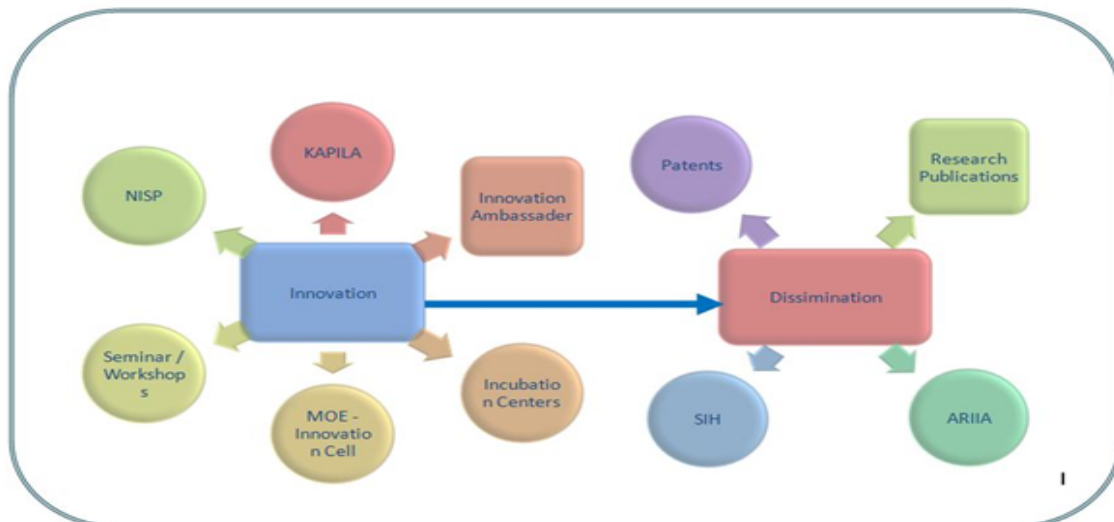 KAPILA
NISP
Innovation
Ambassader
Innovation
Seminar /
Workshop
s
MOE -
Innovatio
n Cell
Incubatio
n Centers
Patents
Research
Publications
Dissimination
SIH
ARIIA
I